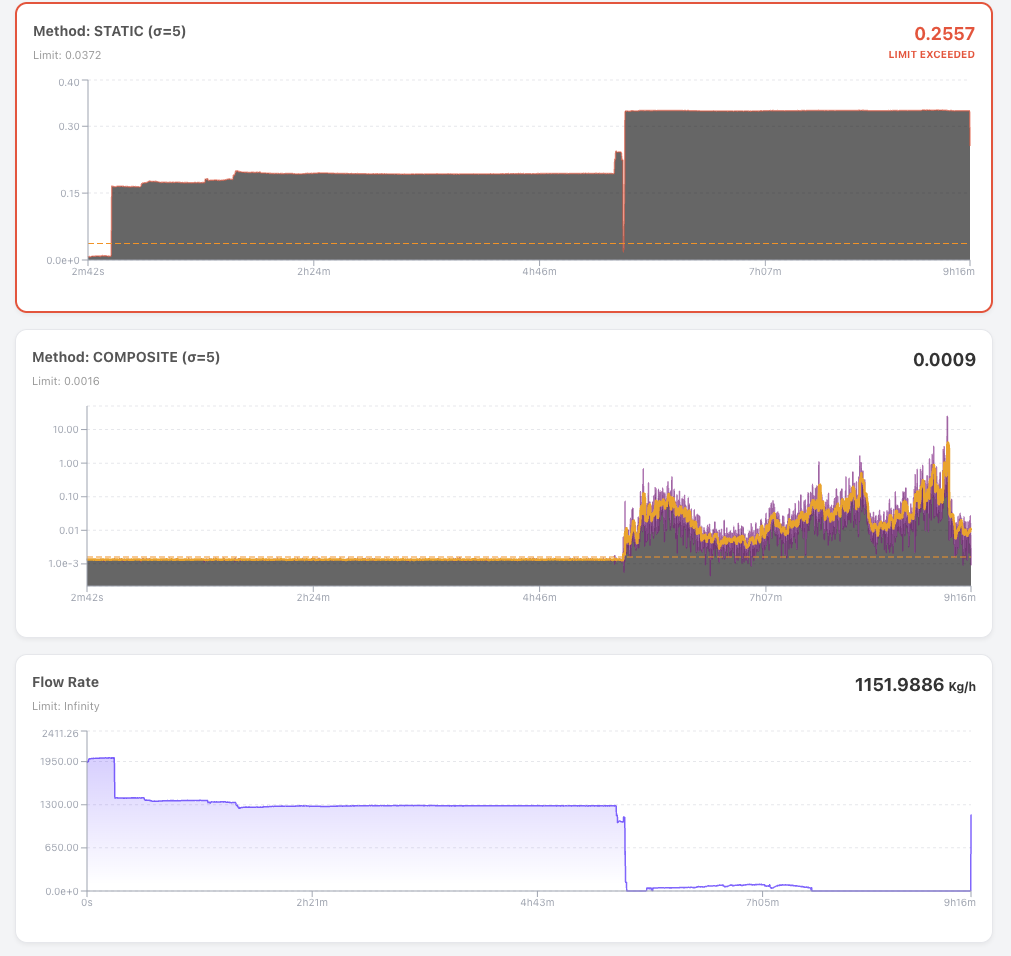 Method: STATIC (σ=5)
0.2557
Limit: 0.0372
LIMIT EXCEEDED
0.40
0.30
0.15
0.0e+0
2m42s
2h24m
4h46m
7h07m
9h16m
Method: COMPOSITE (σ=5)
0.0009
Limit: 0.0016
10.00
1.00
0.10
0.01
1.0e-3
2m42s
2h24m
4h46m
7h07m
9h16m
Flow Rate
1151.9886 Kg/h
Limit: Infinity
2411.26
1950.00
1300.00
650.00
0.0e+0
0s
2h21m
4h43m
7h05m
9h16m